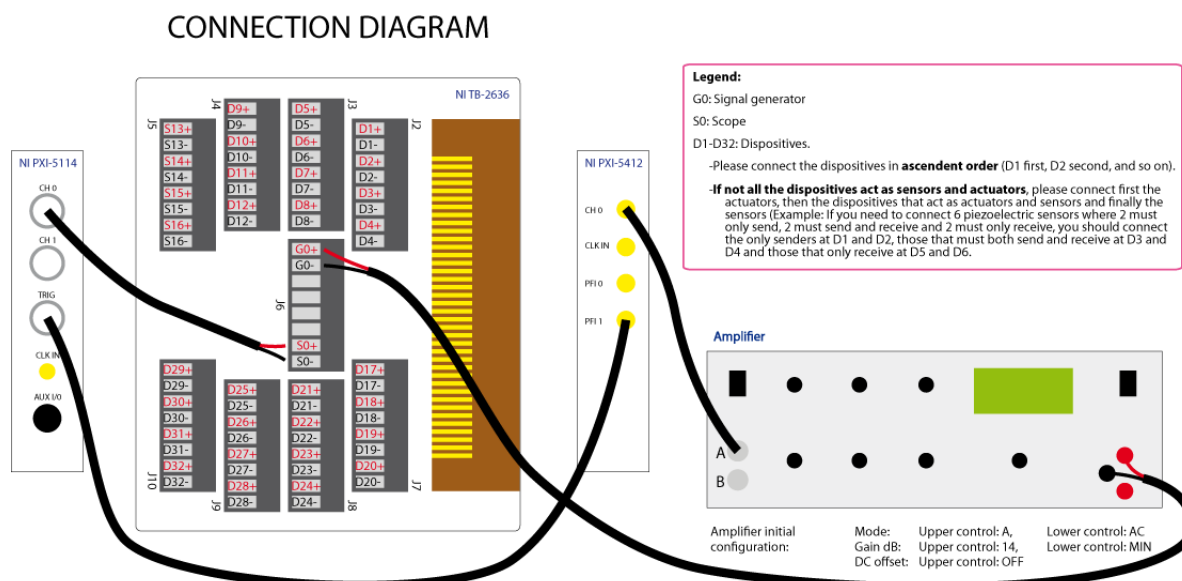 CONNECTION DIAGRAM
NI PXI-5114
CH 0
CH 1
TRIG
CLK IN
AUX I/0
NI TB-2636
J5
S13+
S13-
S14+
S14-
S15+
S15-
S16+
S16-
J4
D9+
D9-
D10+
D10-
D11+
D11-
D12+
D12-
J3
D5+
D5-
D6+
D6-
D7+
D7-
D8+
D8-
J2
D1+
D1-
D2+
D2-
D3+
D3-
D4+
D4-
J6
G0+
G0-
S0+
S0-
J10
D29+
D29-
D30+
D30-
D31+
D31-
D32+
D32-
J9
D25+
D25-
D26+
D26-
D27+
D27-
D28+
D28-
J8
D21+
D21-
D22+
D22-
D23+
D23-
D24+
D24-
J7
D17+
D17-
D18+
D18-
D19+
D19-
D20+
D20-
NI PXI-5412
CH 0
CLK IN
PFI 0
PFI 1
Legend:
G0: Signal generator
S0: Scope
D1-D32: Dispositives.
-Please connect the dispositives in ascendent order (D1 first, D2 second, and so on).
-If not all the dispositives act as sensors and actuators, please connect first the
actuators, then the dispositives that act as actuators and sensors and finally the
sensors (Example: If you need to connect 6 piezoelectric sensors where 2 must
only send, 2 must send and receive and 2 must only receive, you should connect
the only senders at D1 and D2, those that must both send and receive at D3 and
D4 and those that only receive at D5 and D6.
Amplifier
A
B
Amplifier initial configuration:
Mode: Upper control: A, Lower control: AC
Gain dB: Upper control: 14, Lower control: MIN
DC offset: Upper control: OFF